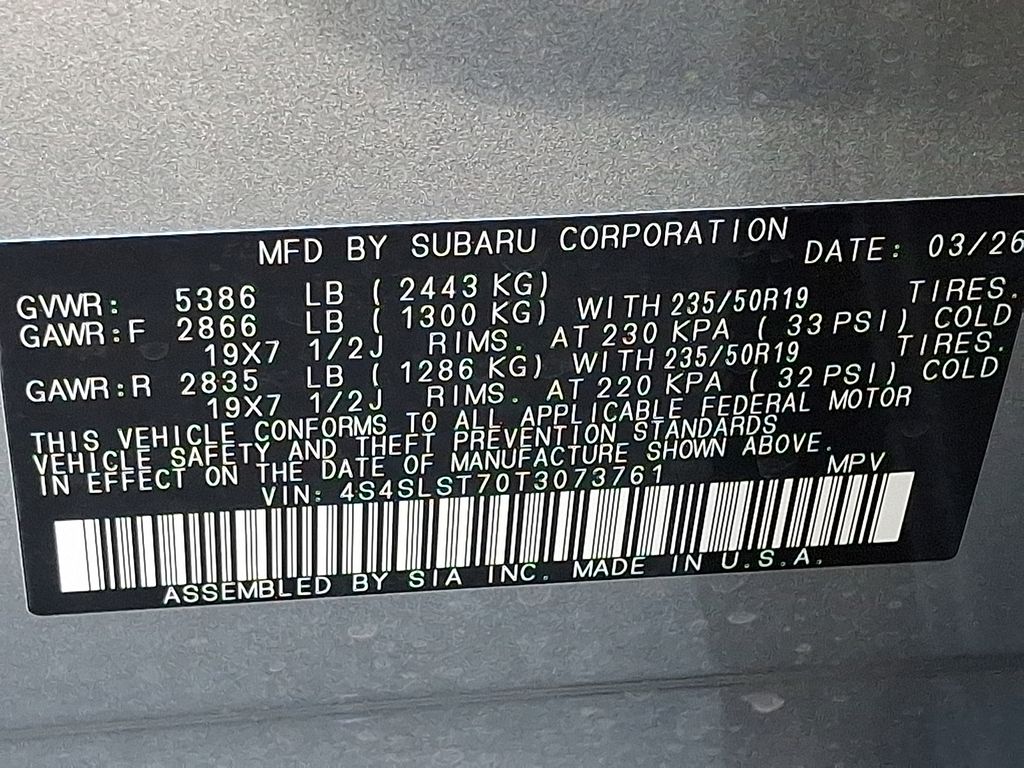 MFD BY SUBARU CORPORATION DATE: 03/26
GVWR: 5386 LB ( 2443 KG)
GAWR:F 2866 LB ( 1300 KG) WITH 235/50R19 TIRES.
19X7 1/2J RIMS. AT 230 KPA ( 33 PSI) COLD
GAWR:R 2835 LB ( 1286 KG) WITH 235/50R19 TIRES.
19X7 1/2J RIMS. AT 220 KPA ( 32 PSI) COLD
THIS VEHICLE CONFORMS TO ALL APPLICABLE FEDERAL MOTOR
VEHICLE SAFETY AND THEFT PREVENTION STANDARDS
IN EFFECT ON THE DATE OF MANUFACTURE SHOWN ABOVE.
VIN: 4S4SLST70T3073761 MPV
ASSEMBLED BY SIA INC. MADE IN U.S.A.